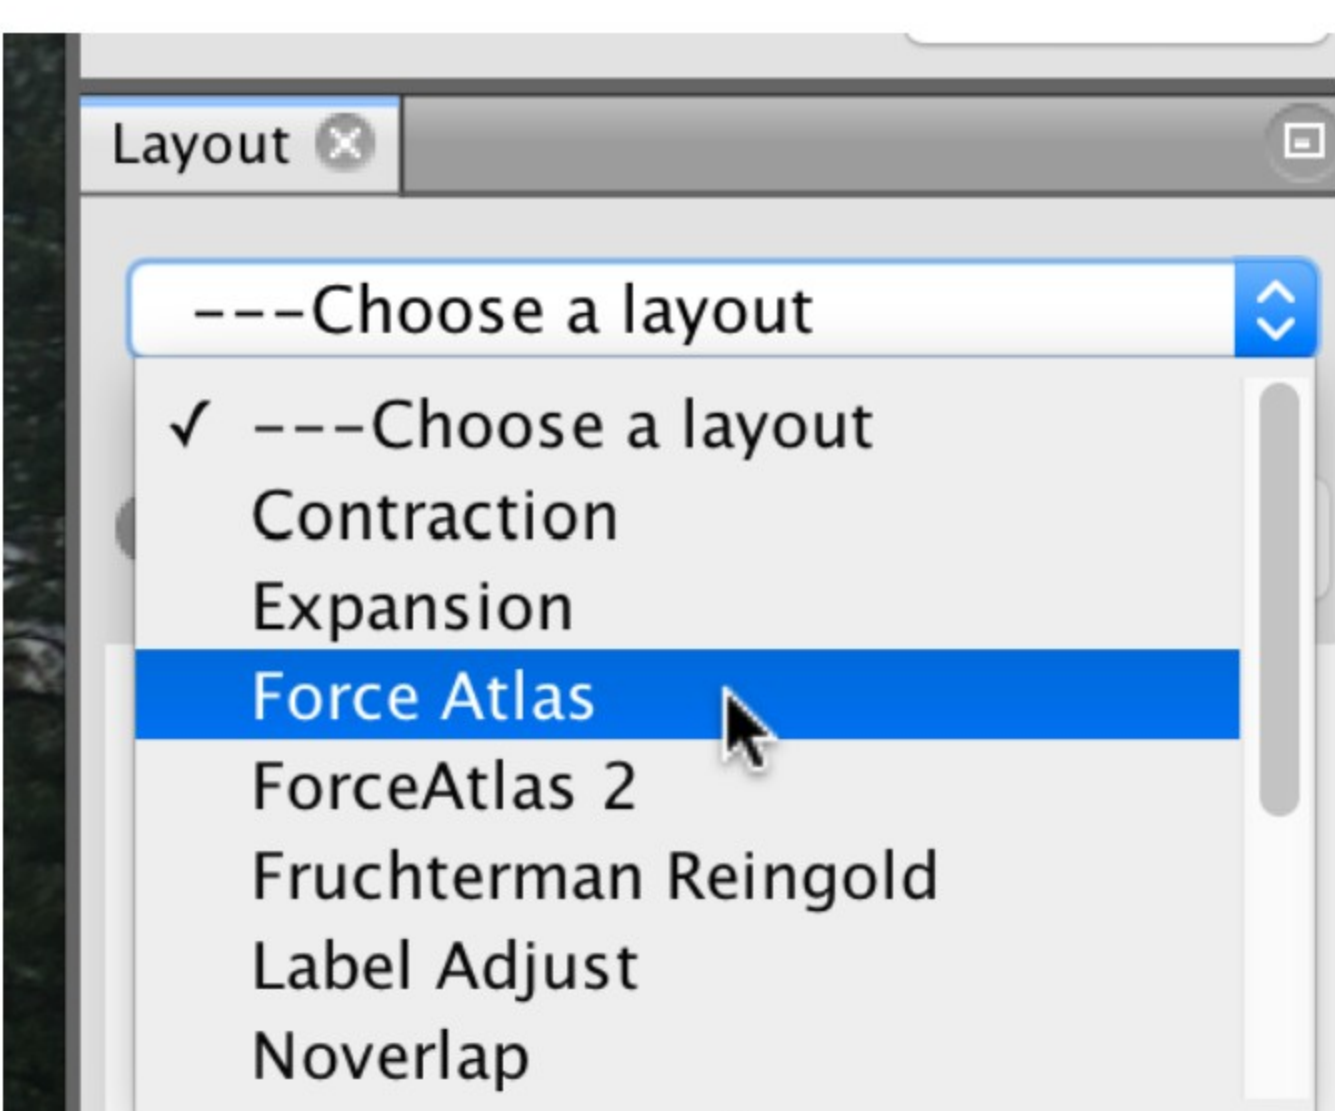 Layout
---Choose a layout
✓ ---Choose a layout
Contraction
Expansion
Force Atlas
ForceAtlas 2
Fruchterman Reingold
Label Adjust
Noverlap